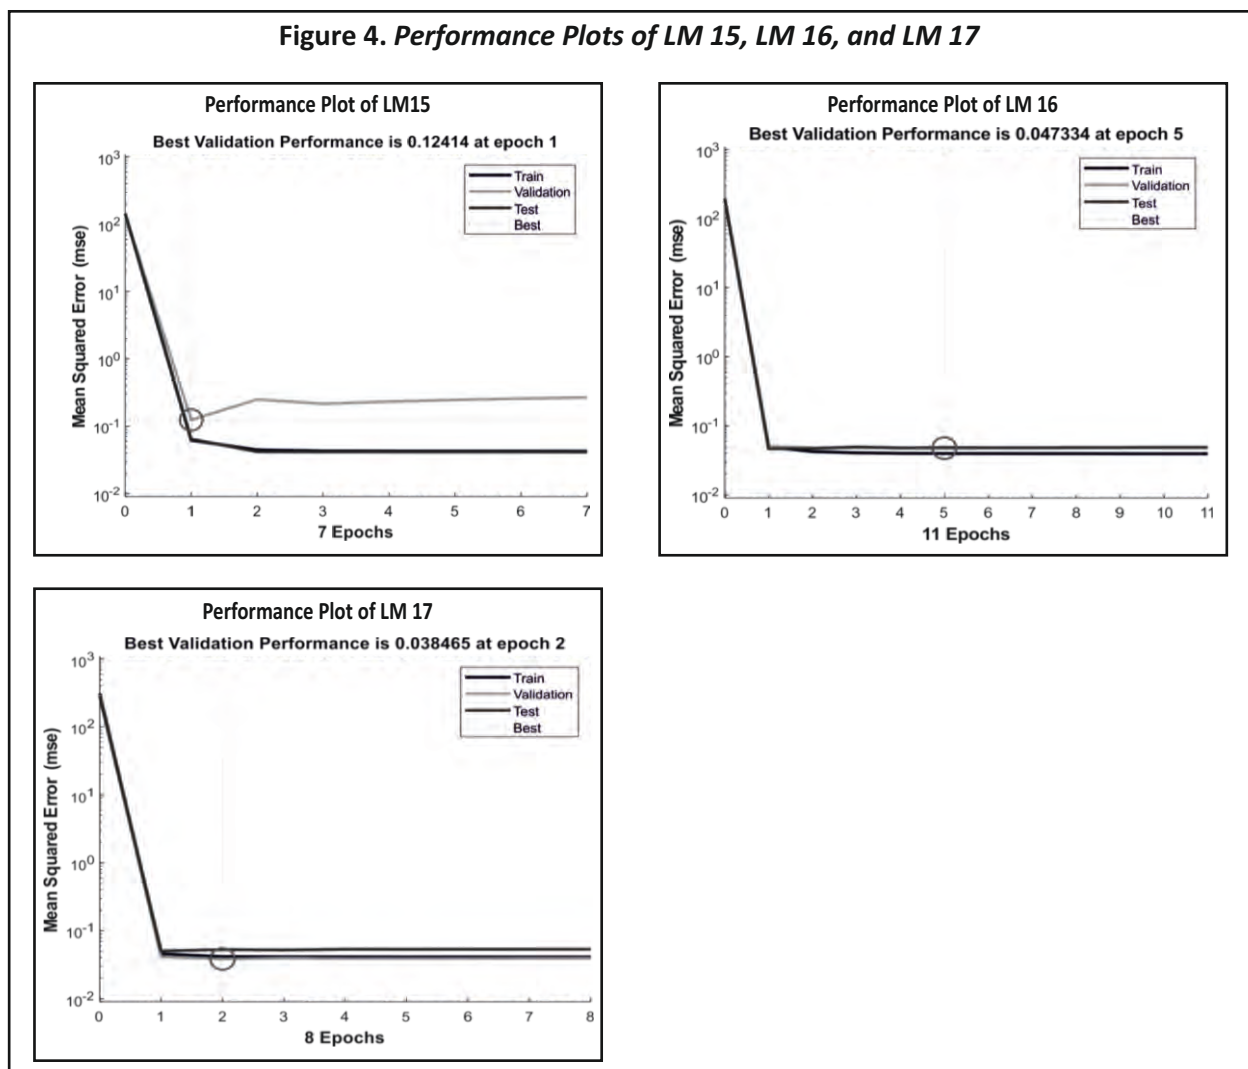 Figure 4. Performance Plots of LM 15, LM 16, and LM 17
Performance Plot of LM15
Best Validation Performance is 0.12414 at epoch 1
Mean Squared Error (mse)
10^3
10^2
10^1
10^0
10^-1
10^-2
Train
Validation
Test
Best
0 1 2 3 4 5 6 7
7 Epochs
Performance Plot of LM 16
Best Validation Performance is 0.047334 at epoch 5
Mean Squared Error (mse)
10^3
10^2
10^1
10^0
10^-1
10^-2
Train
Validation
Test
Best
0 1 2 3 4 5 6 7 8 9 10 11
11 Epochs
Performance Plot of LM 17
Best Validation Performance is 0.038465 at epoch 2
Mean Squared Error (mse)
10^3
10^2
10^1
10^0
10^-1
10^-2
Train
Validation
Test
Best
0 1 2 3 4 5 6 7 8
8 Epochs